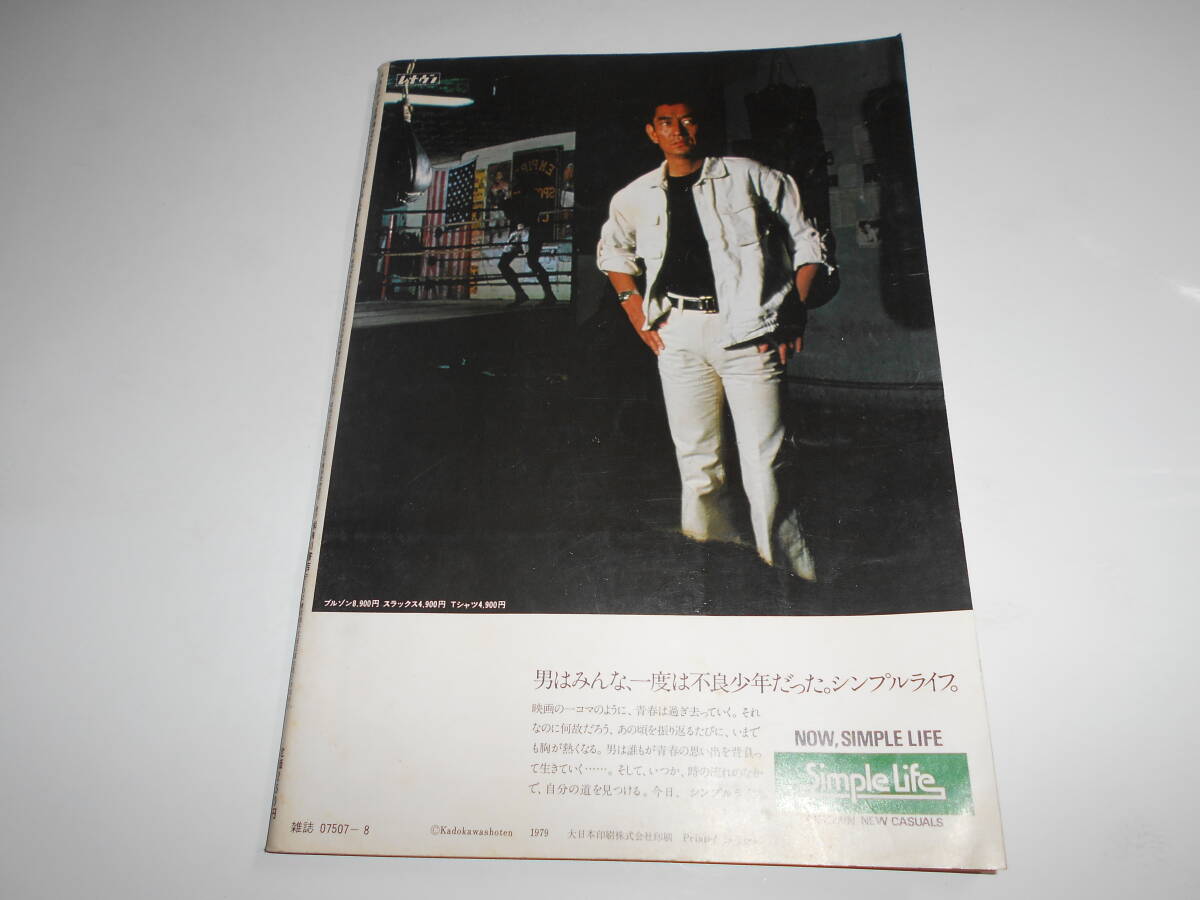 レナウン
ブルゾン8,900円 スラックス4,900円 Tシャツ4,900円
男はみんな、一度は不良少年だった。シンプルライフ。
映画の一コマのように、青春は過ぎ去っていく。それ
なのに何故だろう、あの頃を振り返るたびに、いまで
も胸が熱くなる。男は誰もが青春の思い出を背負っ
て生きていく……。そして、いつか、時の流れのなか
で、自分の道を見つける。今日、シンプルライフ
NOW, SIMPLE LIFE
Simple Life
NEW CASUALS
雑誌 07507-8
©Kadokawashoten 1979 大日本印刷株式会社印刷